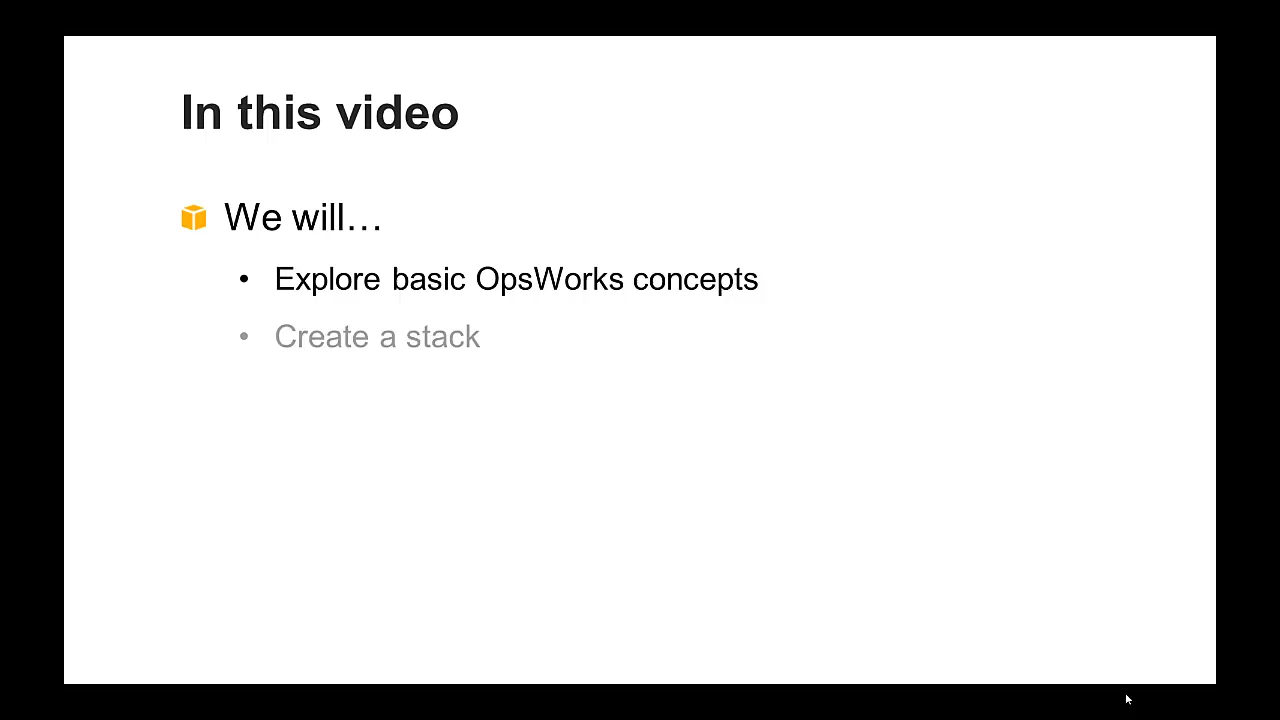 In this video
We will…
• Explore basic OpsWorks concepts
• Create a stack